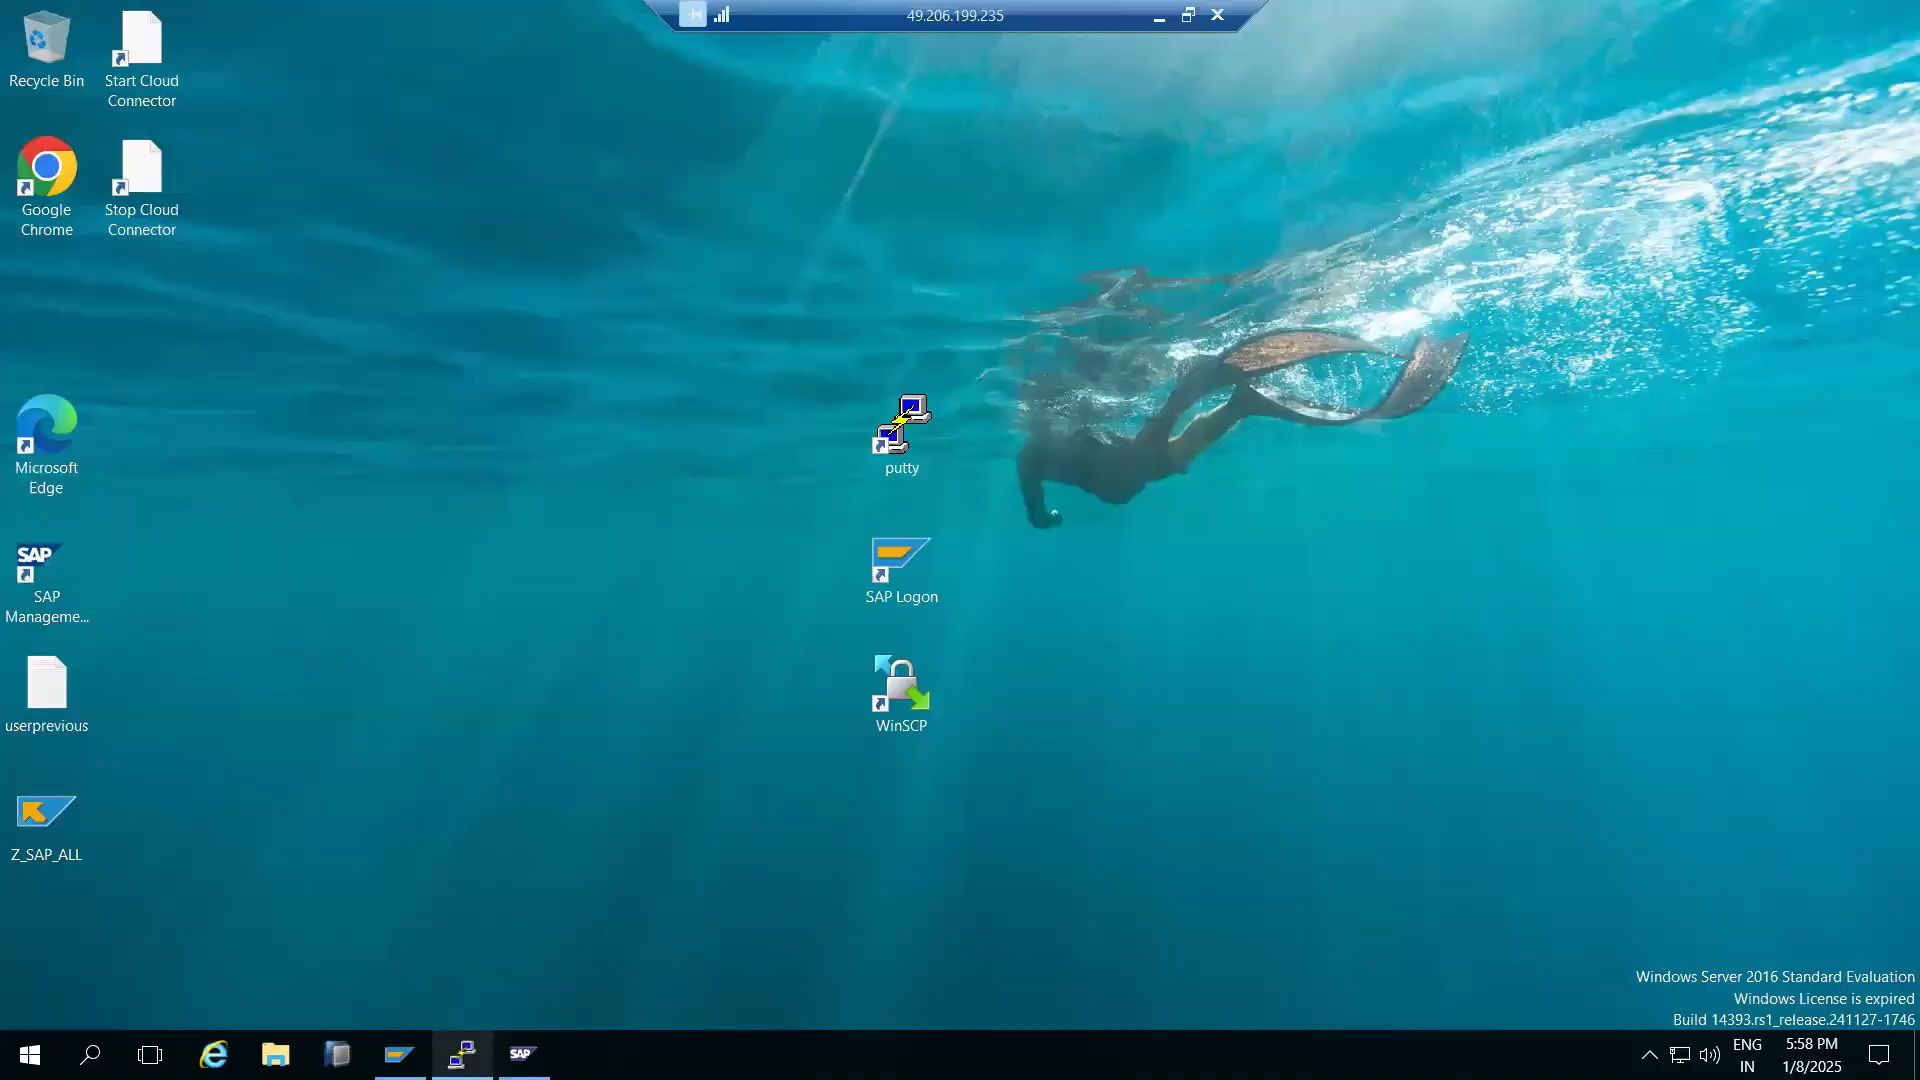 49.206.199.235
Recycle Bin
Start Cloud
Connector
Google
Chrome
Stop Cloud
Connector
Microsoft
Edge
putty
SAP
SAP
Manageme...
SAP Logon
userprevious
WinSCP
Z_SAP_ALL
Windows Server 2016 Standard Evaluation
Windows License is expired
Build 14393.rs1_release.241127-1746
SAP
ENG
IN
5:58 PM
1/8/2025